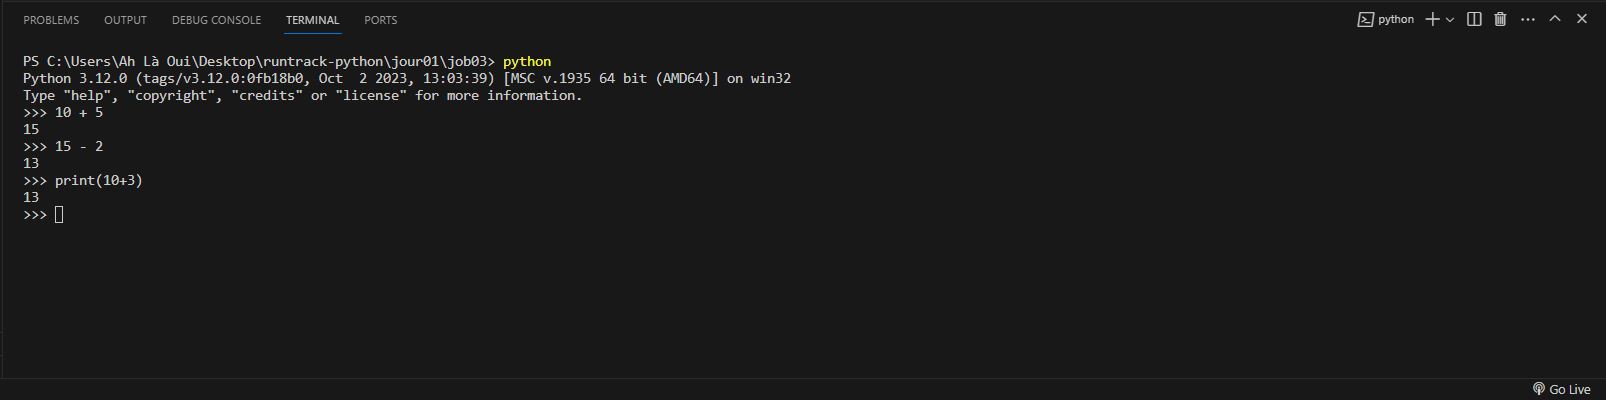 PROBLEMS OUTPUT DEBUG CONSOLE TERMINAL PORTS python
PS C:\Users\Ah Là Oui\Desktop\runtrack-python\jour01\job03> python
Python 3.12.0 (tags/v3.12.0:0fb18b0, Oct  2 2023, 13:03:39) [MSC v.1935 64 bit (AMD64)] on win32
Type "help", "copyright", "credits" or "license" for more information.
>>> 10 + 5
15
>>> 15 - 2
13
>>> print(10+3)
13
>>>
Go Live